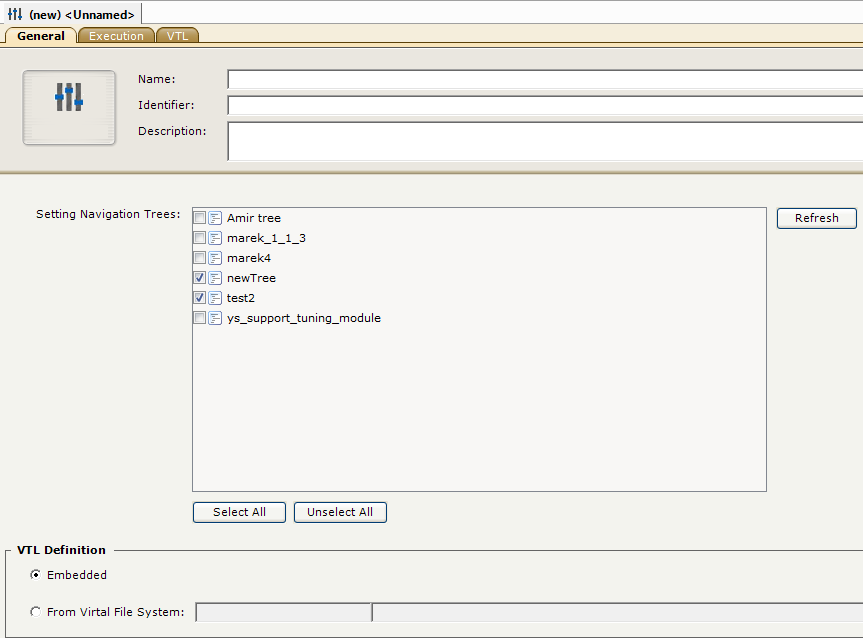 (new) <Unnamed>
General Execution VTL
Name:
Identifier:
Description:
Setting Navigation Trees:
Amir tree
Refresh
marek_1_1_3
marek4
newTree
test2
ys_support_tuning_module
Select All Unselect All
VTL Definition
Embedded
From Virtal File System: